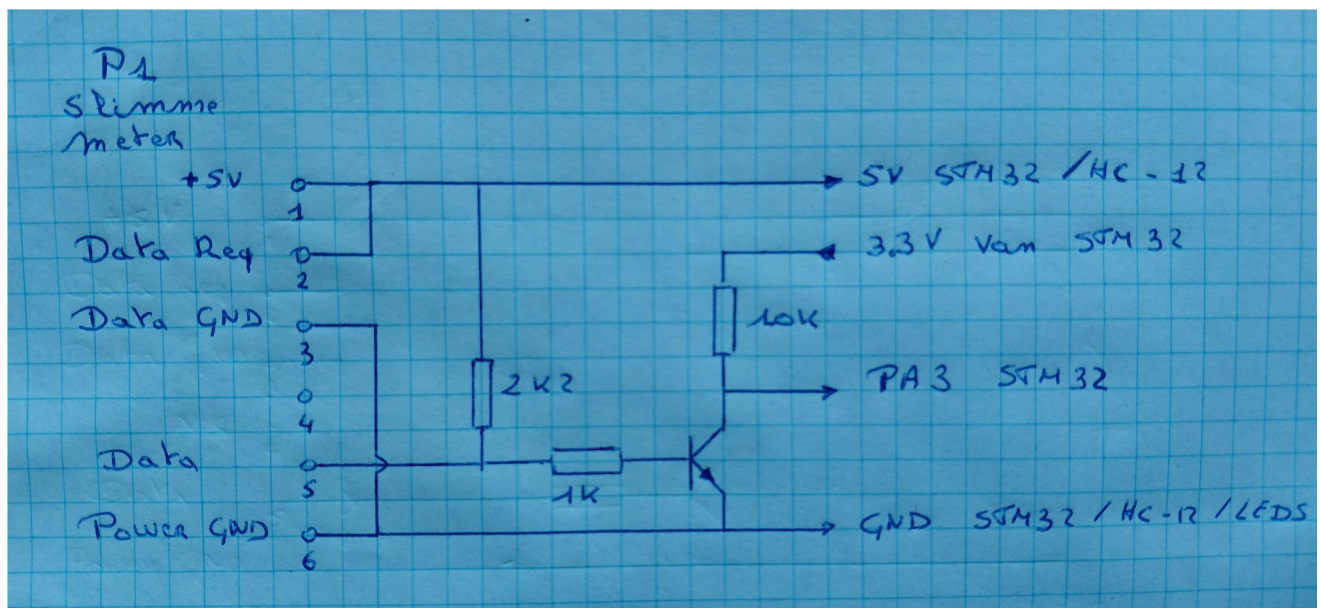 P1
Slimme
meter
+5V
1
5V STM32 / HC-12
Data Req
2
3.3V van STM32
Data GND
3
10K
2K2
4
PA3 STM32
Data
5
1K
Power GND
6
GND STM32 / HC-12 / LEDS